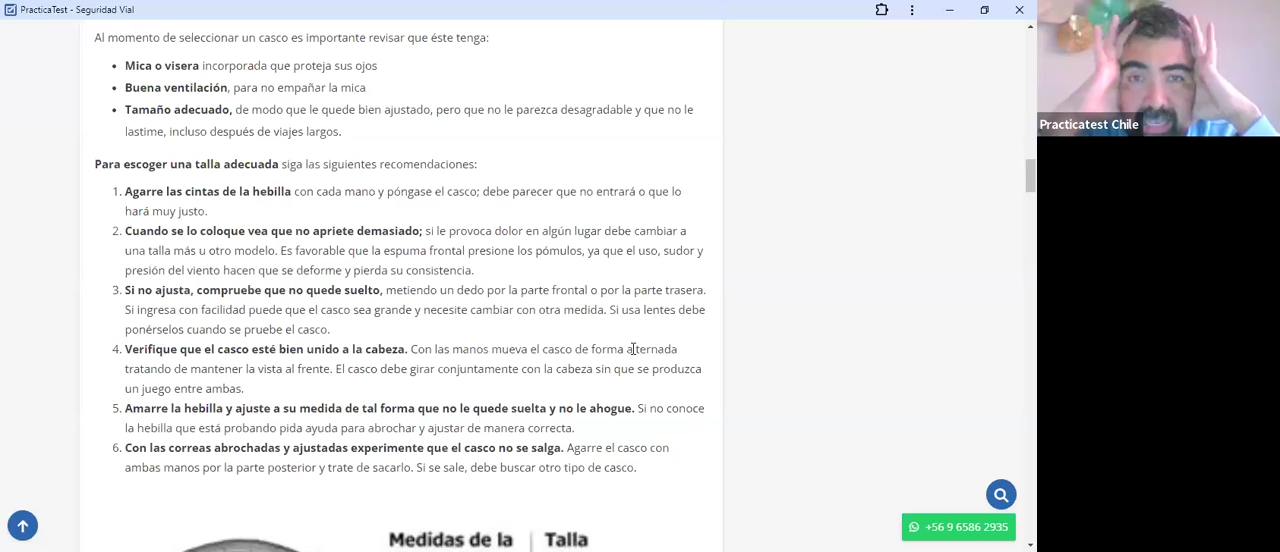 PracticaTest - Seguridad Vial
Al momento de seleccionar un casco es importante revisar que éste tenga:
• Mica o visera incorporada que proteja sus ojos
• Buena ventilación, para no empañar la mica
• Tamaño adecuado, de modo que le quede bien ajustado, pero que no le parezca desagradable y que no le
lastime, incluso después de viajes largos.
Para escoger una talla adecuada siga las siguientes recomendaciones:
1. Agarre las cintas de la hebilla con cada mano y póngase el casco; debe parecer que no entrará o que lo
hará muy justo.
2. Cuando se lo coloque vea que no apriete demasiado; si le provoca dolor en algún lugar debe cambiar a
una talla más u otro modelo. Es favorable que la espuma frontal presione los pómulos, ya que el uso, sudor y
presión del viento hacen que se deforme y pierda su consistencia.
3. Si no ajusta, compruebe que no quede suelto, metiendo un dedo por la parte frontal o por la parte trasera.
Si ingresa con facilidad puede que el casco sea grande y necesite cambiar con otra medida. Si usa lentes debe
ponérselos cuando se pruebe el casco.
4. Verifique que el casco esté bien unido a la cabeza. Con las manos mueva el casco de forma alternada
tratando de mantener la vista al frente. El casco debe girar conjuntamente con la cabeza sin que se produzca
un juego entre ambas.
5. Amarre la hebilla y ajuste a su medida de tal forma que no le quede suelta y no le ahogue. Si no conoce
la hebilla que está probando pida ayuda para abrochar y ajustar de manera correcta.
6. Con las correas abrochadas y ajustadas experimente que el casco no se salga. Agarre el casco con
ambas manos por la parte posterior y trate de sacarlo. Si se sale, debe buscar otro tipo de casco.
Medidas de la Talla
Practicatest Chile
+56 9 6586 2935